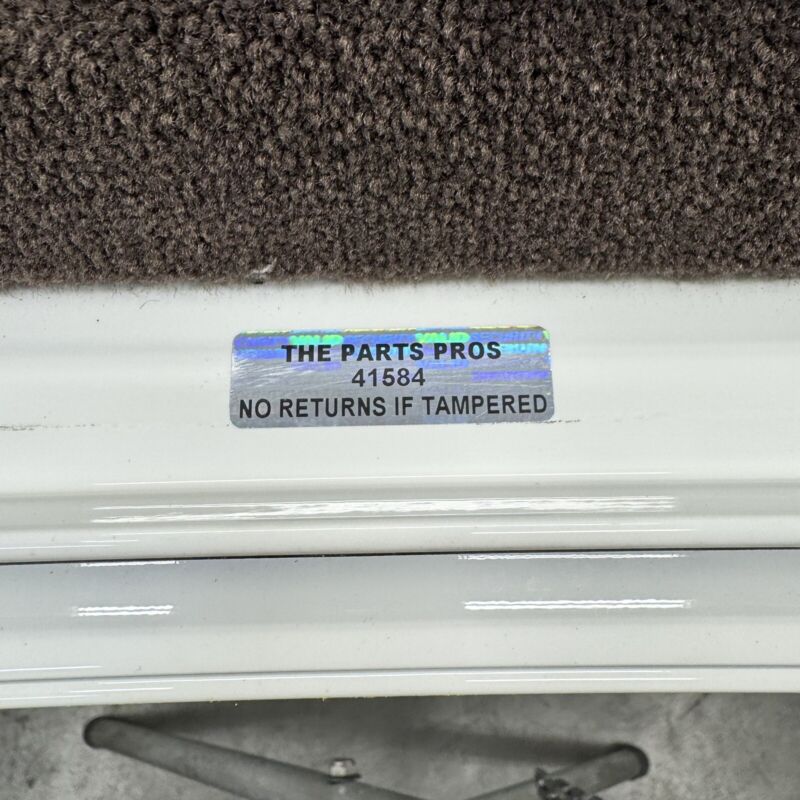 THE PARTS PROS
41584
NO RETURNS IF TAMPERED